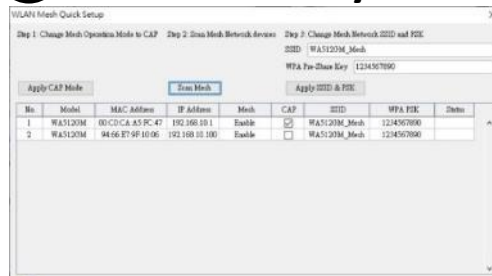 WLAN Mesh Quick Setup
Step 1: Change Mesh Operation Mode to CAP Step 2: Scan Mesh Network devices Step 3: Change Mesh Network SSID and PSK
SSID WA5120M_Mesh
WPA Pre-Share Key 1234567890
Apply CAP Mode Scan Mesh Apply SSID & PSK
No. Model MAC Address IP Address Mesh CAP SSID WPA PSK Status
1 WA5120M 00:C0:CA:A5:FC:47 192.168.10.1 Enable WA5120M_Mesh 1234567890
2 WA5120M 94:66:E7:9F:10:06 192.168.10.100 Enable WA5120M_Mesh 1234567890